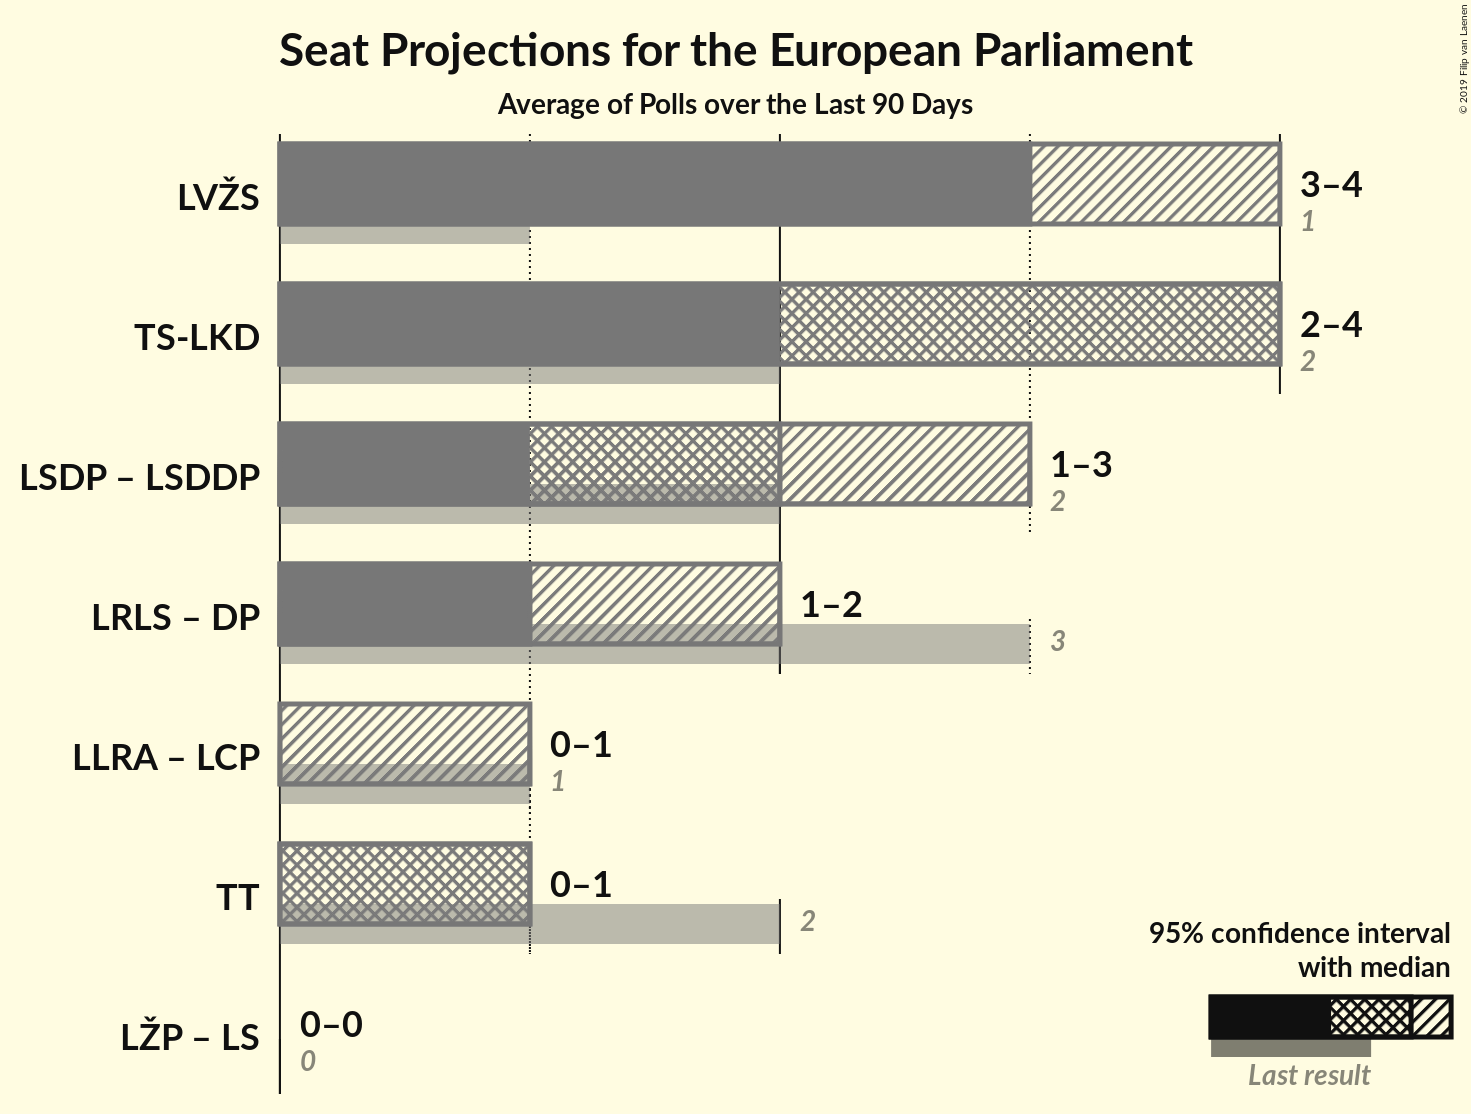 Seat Projections for the European Parliament
Average of Polls over the Last 90 Days
© 2019 Filip van Laenen
LVŽS
3–4
1
TS-LKD
2–4
2
LSDP – LSDDP
1–3
2
LRLS – DP
1–2
3
LLRA – LCP
0–1
1
TT
0–1
2
LŽP – LS
0–0
0
95% confidence interval
with median
Last result